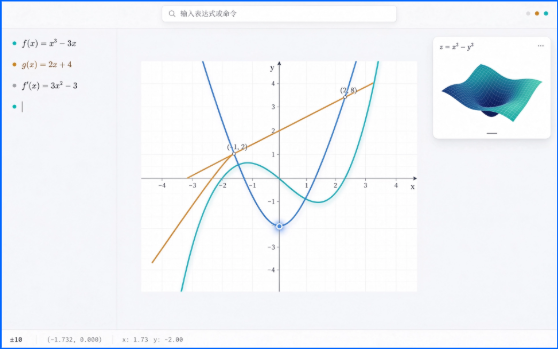 输入表达式或命令
f(x) = x³ − 3x
g(x) = 2x + 4
f′(x) = 3x² − 3
z = x² − y³
y
4
3
2
1
−1
−3
−4
−4
−3
−2
−1
1
2
3
4
x
(−1, 2)
(2, 8)
±10
(−1.732, 0.000)
x: 1.73 y: −2.00